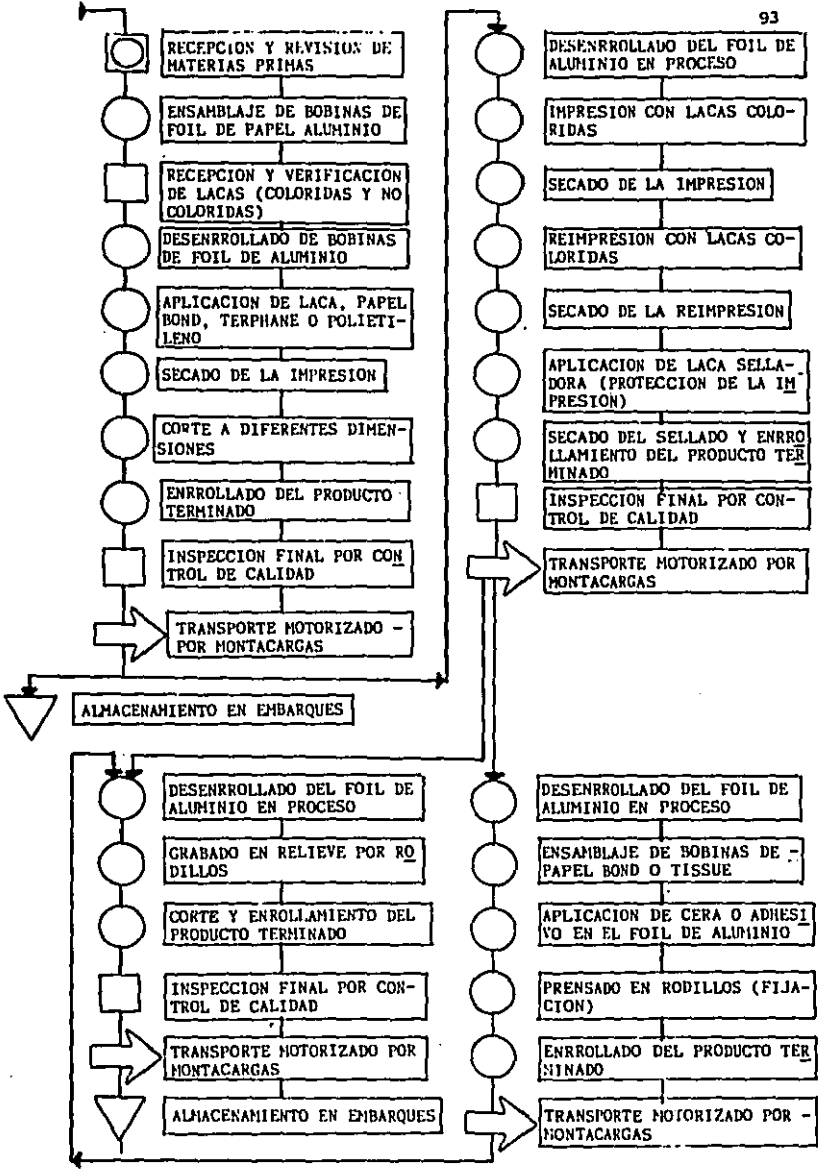 93
RECEPCION Y REVISION DE
MATERIAS PRIMAS
ENSAMBLAJE DE BOBINAS DE
FOIL DE PAPEL ALUMINIO
RECEPCION Y VERIFICACION
DE LACAS (COLORIDAS Y NO
COLORIDAS)
DESENRROLLADO DE BOBINAS
DE FOIL DE ALUMINIO
APLICACION DE LACA, PAPEL
BOND, TERPHANE O POLIETI-
LENO
SECADO DE LA IMPRESION
CORTE A DIFERENTES DIMEN-
SIONES
ENRROLLADO DEL PRODUCTO
TERMINADO
INSPECCION FINAL POR CON
TROL DE CALIDAD
TRANSPORTE MOTORIZADO -
POR MONTACARGAS
ALMACENAMIENTO EN EMBARQUES
DESENRROLLADO DEL FOIL DE
ALUMINIO EN PROCESO
IMPRESION CON LACAS COLO-
RIDAS
SECADO DE LA IMPRESION
REIMPRESION CON LACAS CO-
LORIDAS
SECADO DE LA REIMPRESION
APLICACION DE LACA SELLA-
DORA (PROTECCION DE LA IM
PRESION)
SECADO DEL SELLADO Y ENRRO
LLAMIENTO DEL PRODUCTO TER
MINADO
INSPECCION FINAL POR CON-
TROL DE CALIDAD
TRANSPORTE MOTORIZADO POR
MONTACARGAS
DESENRROLLADO DEL FOIL DE
ALUMINIO EN PROCESO
GRABADO EN RELIEVE POR RO
DILLOS
CORTE Y ENROLLAMIENTO DEL
PRODUCTO TERMINADO
INSPECCION FINAL POR CON-
TROL DE CALIDAD
TRANSPORTE MOTORIZADO POR
MONTACARGAS
ALMACENAMIENTO EN EMBARQUES
DESENRROLLADO DEL FOIL DE
ALUMINIO EN PROCESO
ENSAMBLAJE DE BOBINAS DE -
PAPEL BOND O TISSUE
APLICACION DE CERA O ADHESI
VO EN EL FOIL DE ALUMINIO
PRENSADO EN RODILLOS (FIJA-
CION)
ENRROLLADO DEL PRODUCTO TER
MINADO
TRANSPORTE MOTORIZADO POR -
MONTACARGAS